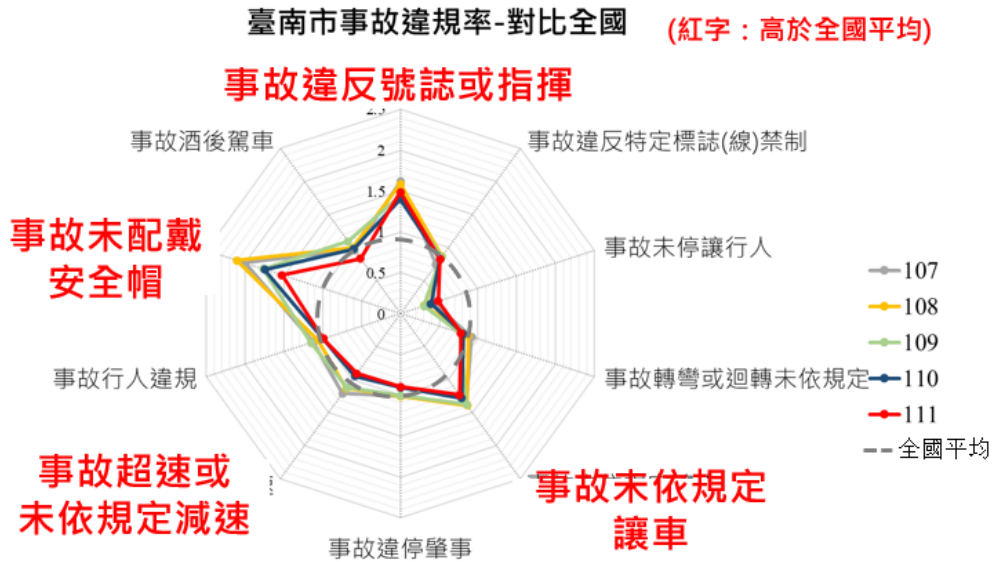 臺南市事故違規率-對比全國
(紅字：高於全國平均)
事故違反號誌或指揮
2.5
事故酒後駕車
事故違反特定標誌(線)禁制
2
1.5
1
0.5
0
事故未配戴
安全帽
事故未停讓行人
107
108
109
110
111
全國平均
事故行人違規
事故轉彎或迴轉未依規定
事故超速或
未依規定減速
事故未依規定
讓車
事故違停肇事